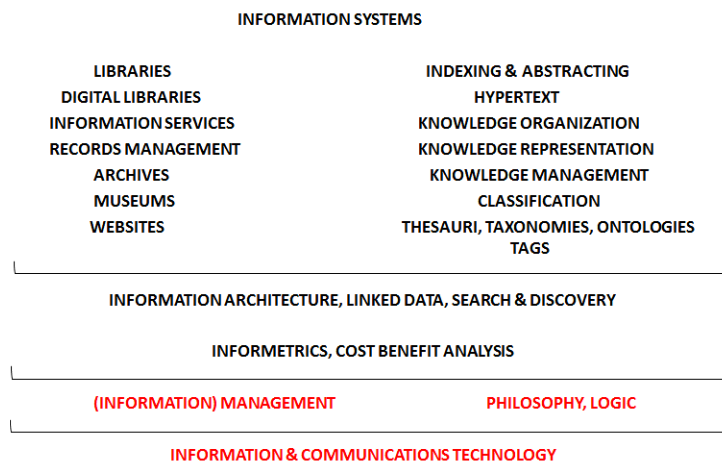 INFORMATION SYSTEMS
LIBRARIES
DIGITAL LIBRARIES
INFORMATION SERVICES
RECORDS MANAGEMENT
ARCHIVES
MUSEUMS
WEBSITES
INDEXING & ABSTRACTING
HYPERTEXT
KNOWLEDGE ORGANIZATION
KNOWLEDGE REPRESENTATION
KNOWLEDGE MANAGEMENT
CLASSIFICATION
THESAURI, TAXONOMIES, ONTOLOGIES
TAGS
INFORMATION ARCHITECTURE, LINKED DATA, SEARCH & DISCOVERY
INFORMETRICS, COST BENEFIT ANALYSIS
(INFORMATION) MANAGEMENT
PHILOSOPHY, LOGIC
INFORMATION & COMMUNICATIONS TECHNOLOGY